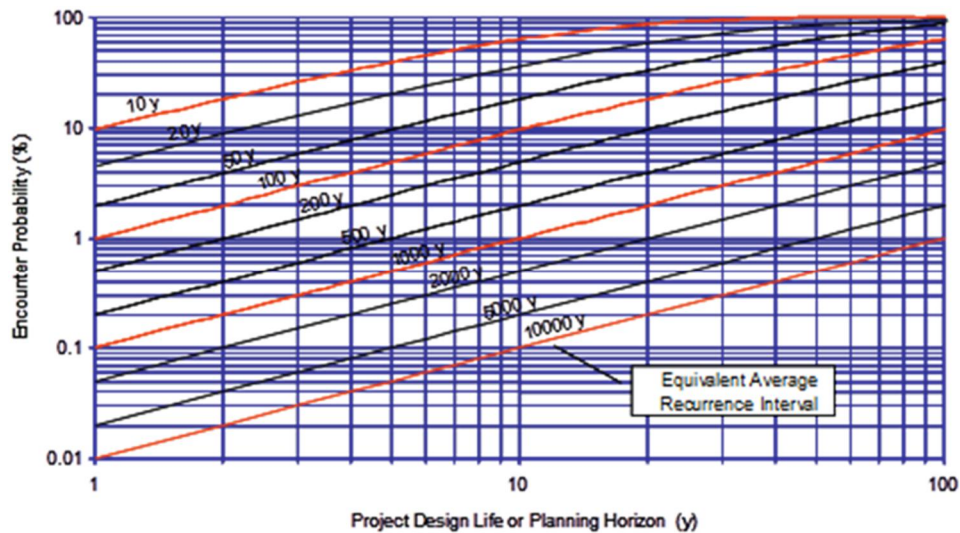 Encounter Probability (%)
100
10
1
0.1
0.01
10 y
20 y
50 y
100 y
200 y
500 y
1000 y
2000 y
5000 y
10000 y
Equivalent Average
Recurrence Interval
1
10
100
Project Design Life or Planning Horizon (y)